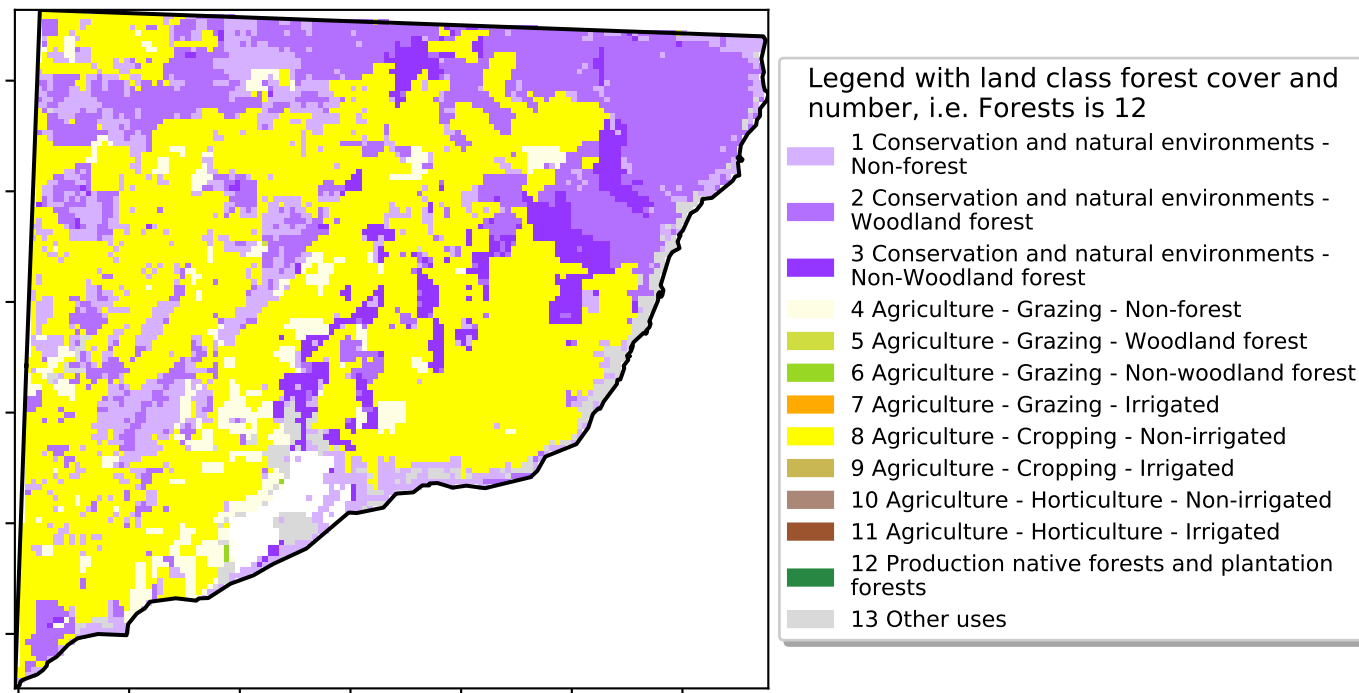 Legend with land class forest cover and
number, i.e. Forests is 12
1 Conservation and natural environments -
Non-forest
2 Conservation and natural environments -
Woodland forest
3 Conservation and natural environments -
Non-Woodland forest
4 Agriculture - Grazing - Non-forest
5 Agriculture - Grazing - Woodland forest
6 Agriculture - Grazing - Non-woodland forest
7 Agriculture - Grazing - Irrigated
8 Agriculture - Cropping - Non-irrigated
9 Agriculture - Cropping - Irrigated
10 Agriculture - Horticulture - Non-irrigated
11 Agriculture - Horticulture - Irrigated
12 Production native forests and plantation
forests
13 Other uses